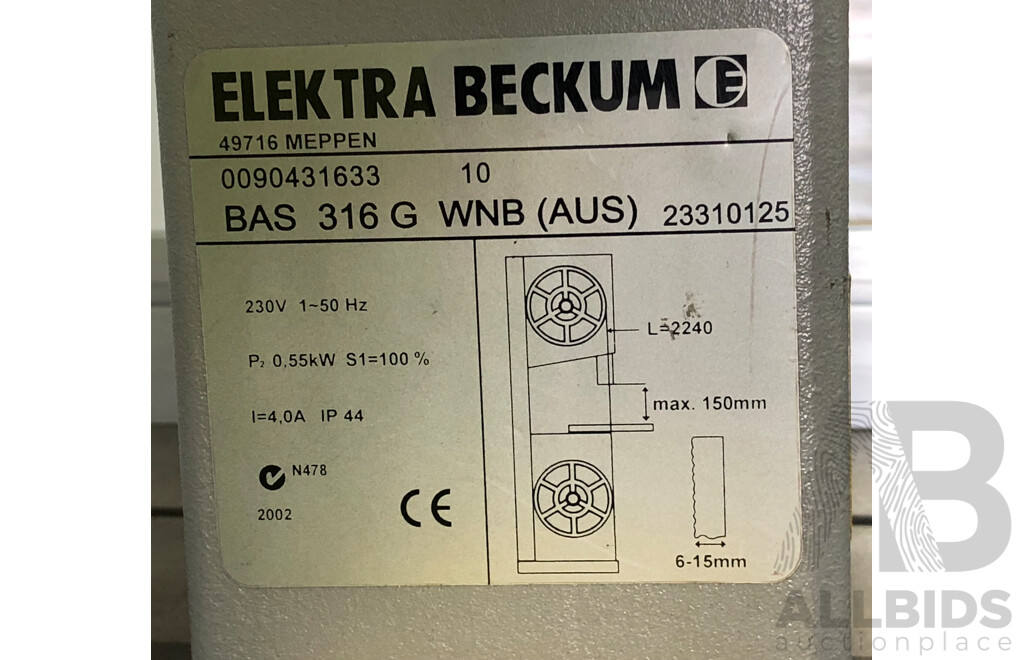 ELEKTRA BECKUM E
49716 MEPPEN
0090431633 10
BAS 316 G WNB (AUS) 23310125
230V 1~50 Hz
P₂ 0,55kW S1=100 %
I=4,0A IP 44
N478
2002
CE
L=2240
max. 150mm
6-15mm
AB
ALLBIDS
auctionplace